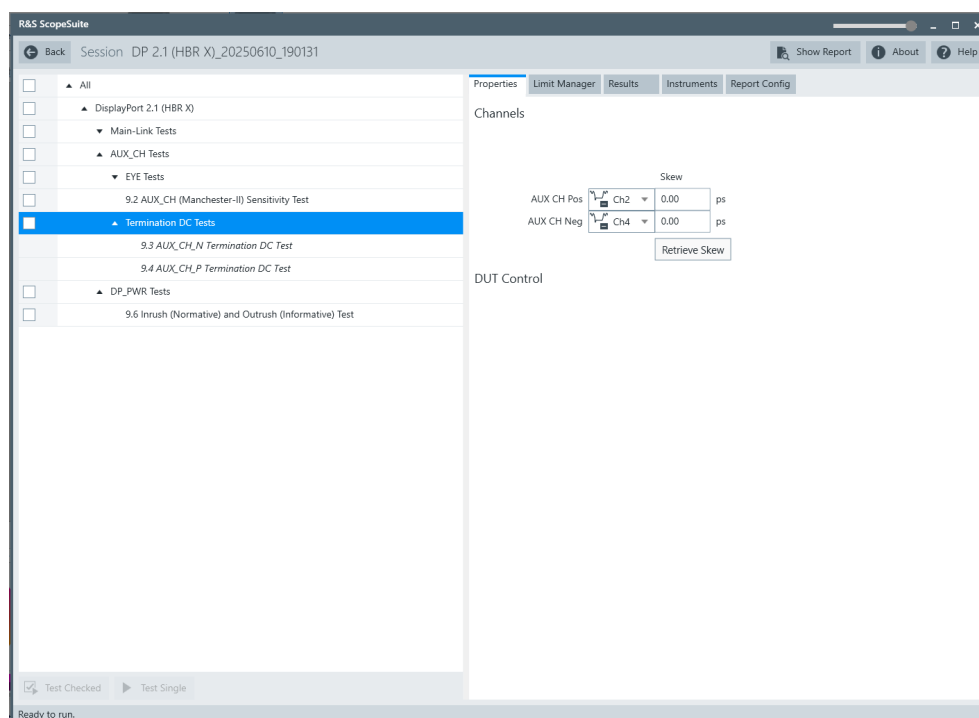 R&S ScopeSuite
Back Session DP 2.1 (HBR X)_20250610_190131 Show Report About Help
All
DisplayPort 2.1 (HBR X)
Main-Link Tests
AUX_CH Tests
EYE Tests
9.2 AUX_CH (Manchester-II) Sensitivity Test
Termination DC Tests
9.3 AUX_CH_N Termination DC Test
9.4 AUX_CH_P Termination DC Test
DP_PWR Tests
9.6 Inrush (Normative) and Outrush (Informative) Test
Properties Limit Manager Results Instruments Report Config
Channels
Skew
AUX CH Pos Ch2 0.00 ps
AUX CH Neg Ch4 0.00 ps
Retrieve Skew
DUT Control
Test Checked Test Single
Ready to run.